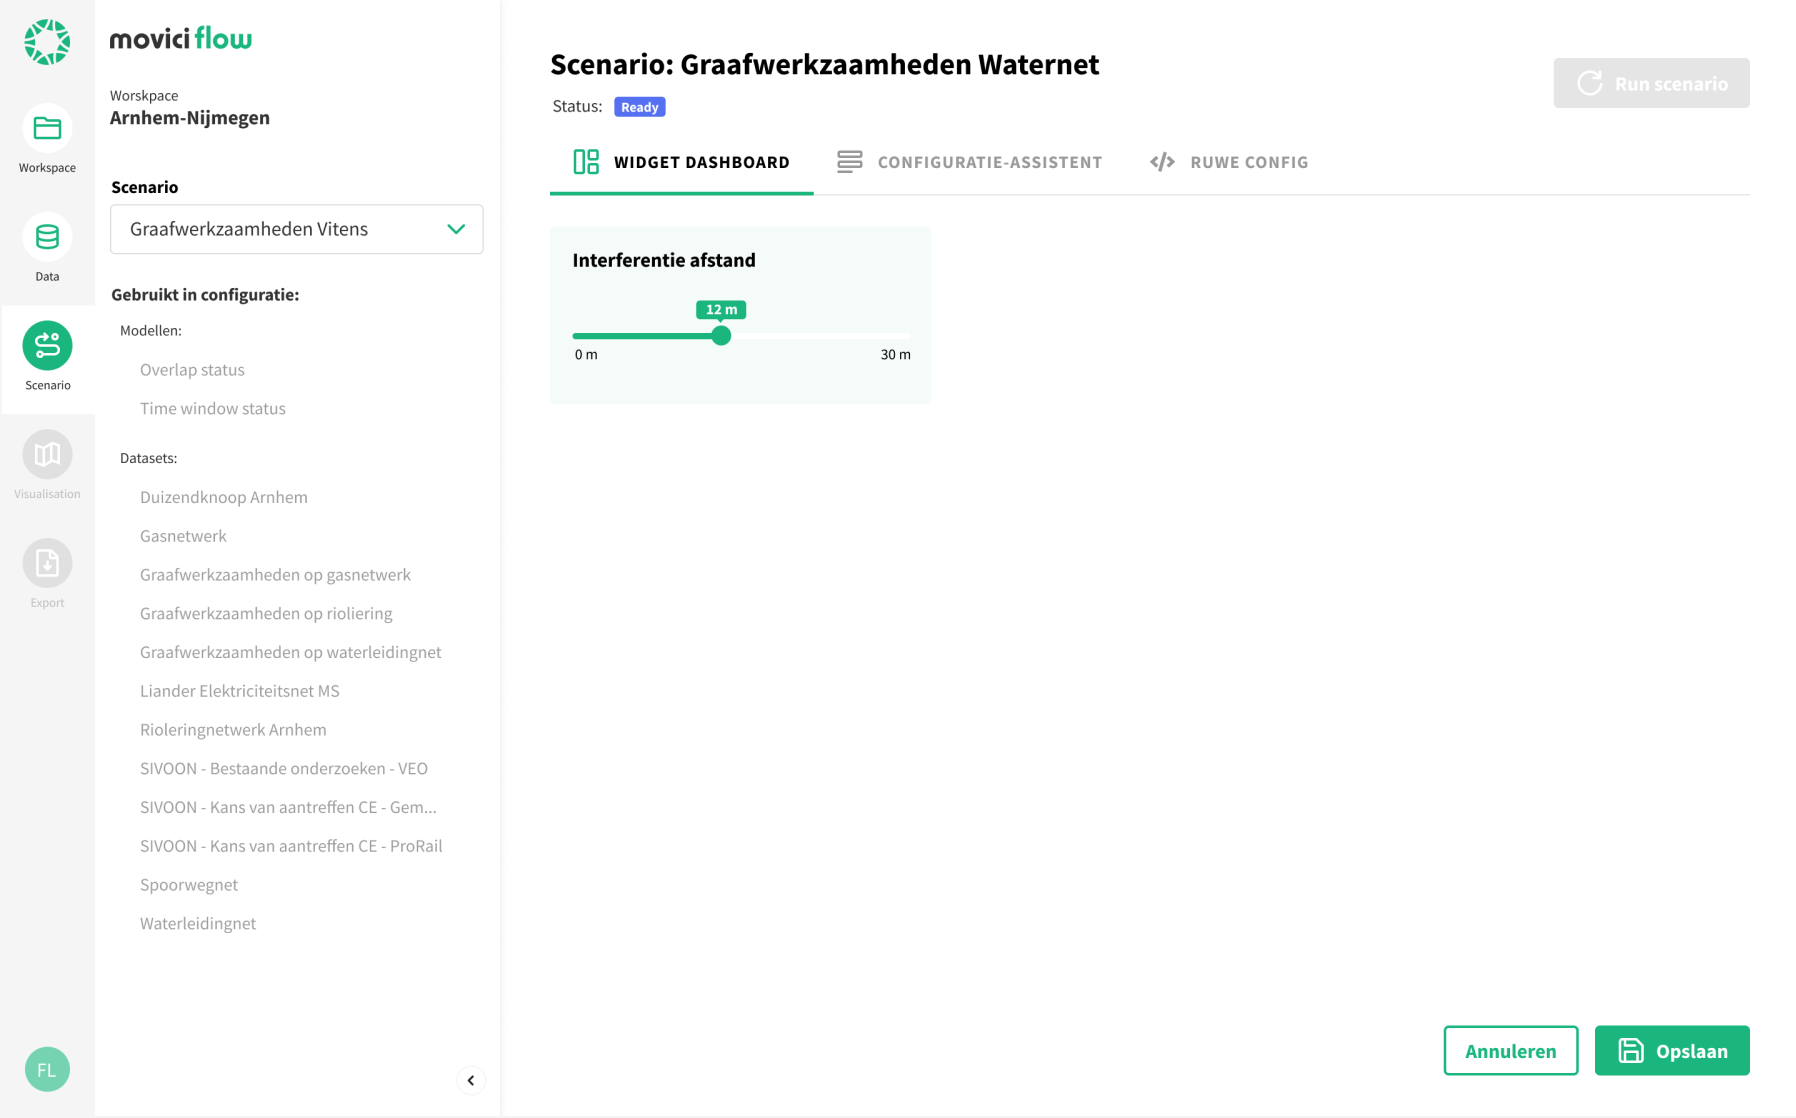 Workspace
Data
Scenario
Visualisation
Export
FL
movici flow
Worskpace
Arnhem-Nijmegen
Scenario
Graafwerkzaamheden Vitens
Gebruikt in configuratie:
Modellen:
Overlap status
Time window status
Datasets:
Duizendknoop Arnhem
Gasnetwerk
Graafwerkzaamheden op gasnetwerk
Graafwerkzaamheden op rioliering
Graafwerkzaamheden op waterleidingnet
Liander Elektriciteitsnet MS
Rioleringnetwerk Arnhem
SIVOON - Bestaande onderzoeken - VEO
SIVOON - Kans van aantreffen CE - Gem...
SIVOON - Kans van aantreffen CE - ProRail
Spoorwegnet
Waterleidingnet
Scenario: Graafwerkzaamheden Waternet
Status: Ready
Run scenario
WIDGET DASHBOARD
CONFIGURATIE-ASSISTENT
RUWE CONFIG
Interferentie afstand
12 m
0 m
30 m
Annuleren
Opslaan